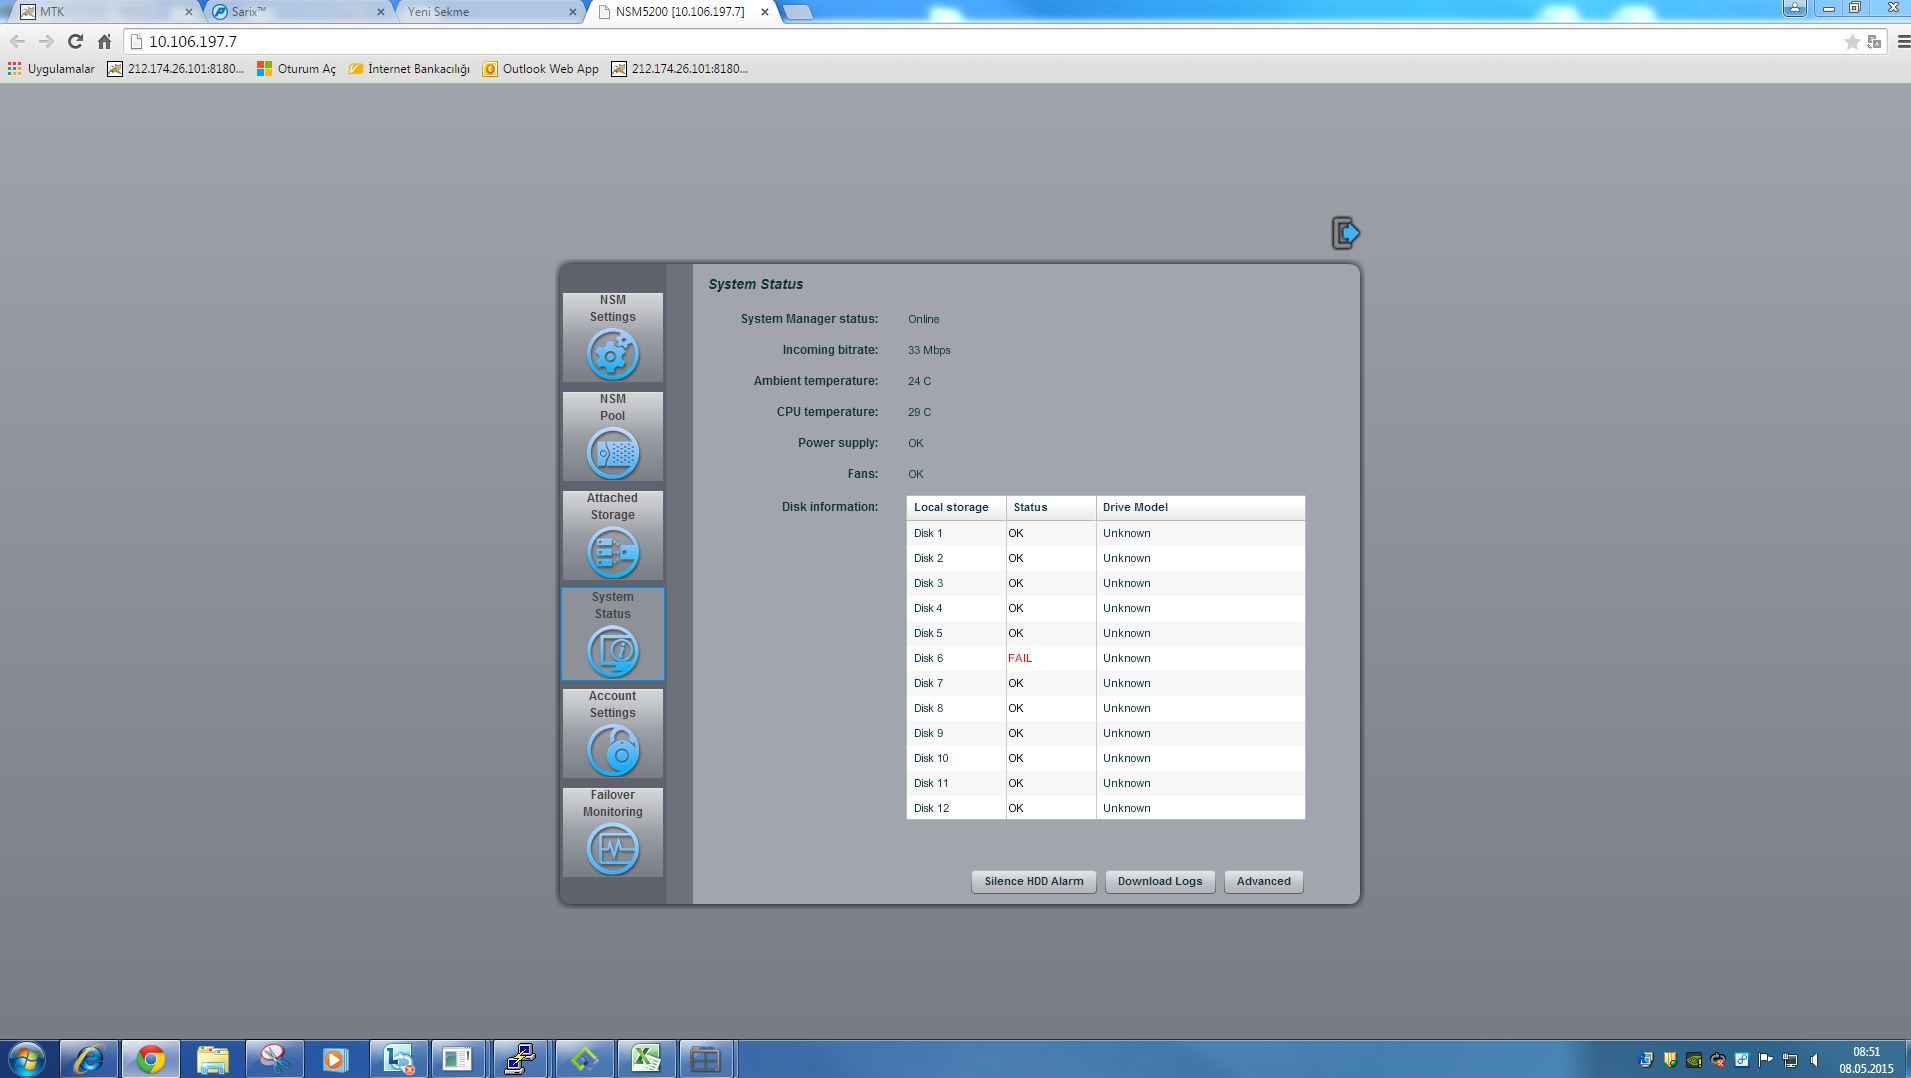 MTK
Sarix™
Yeni Sekme
NSM5200 [10.106.197.7]
10.106.197.7
Uygulamalar
212.174.26.101:8180...
Oturum Aç
İnternet Bankacılığı
Outlook Web App
212.174.26.101:8180...
NSM
Settings
NSM
Pool
Attached
Storage
System
Status
Account
Settings
Failover
Monitoring
System Status
System Manager status: Online
Incoming bitrate: 33 Mbps
Ambient temperature: 24 C
CPU temperature: 29 C
Power supply: OK
Fans: OK
Disk information:
Local storage Status Drive Model
Disk 1 OK Unknown
Disk 2 OK Unknown
Disk 3 OK Unknown
Disk 4 OK Unknown
Disk 5 OK Unknown
Disk 6 FAIL Unknown
Disk 7 OK Unknown
Disk 8 OK Unknown
Disk 9 OK Unknown
Disk 10 OK Unknown
Disk 11 OK Unknown
Disk 12 OK Unknown
Silence HDD Alarm
Download Logs
Advanced
08:51
08.05.2015